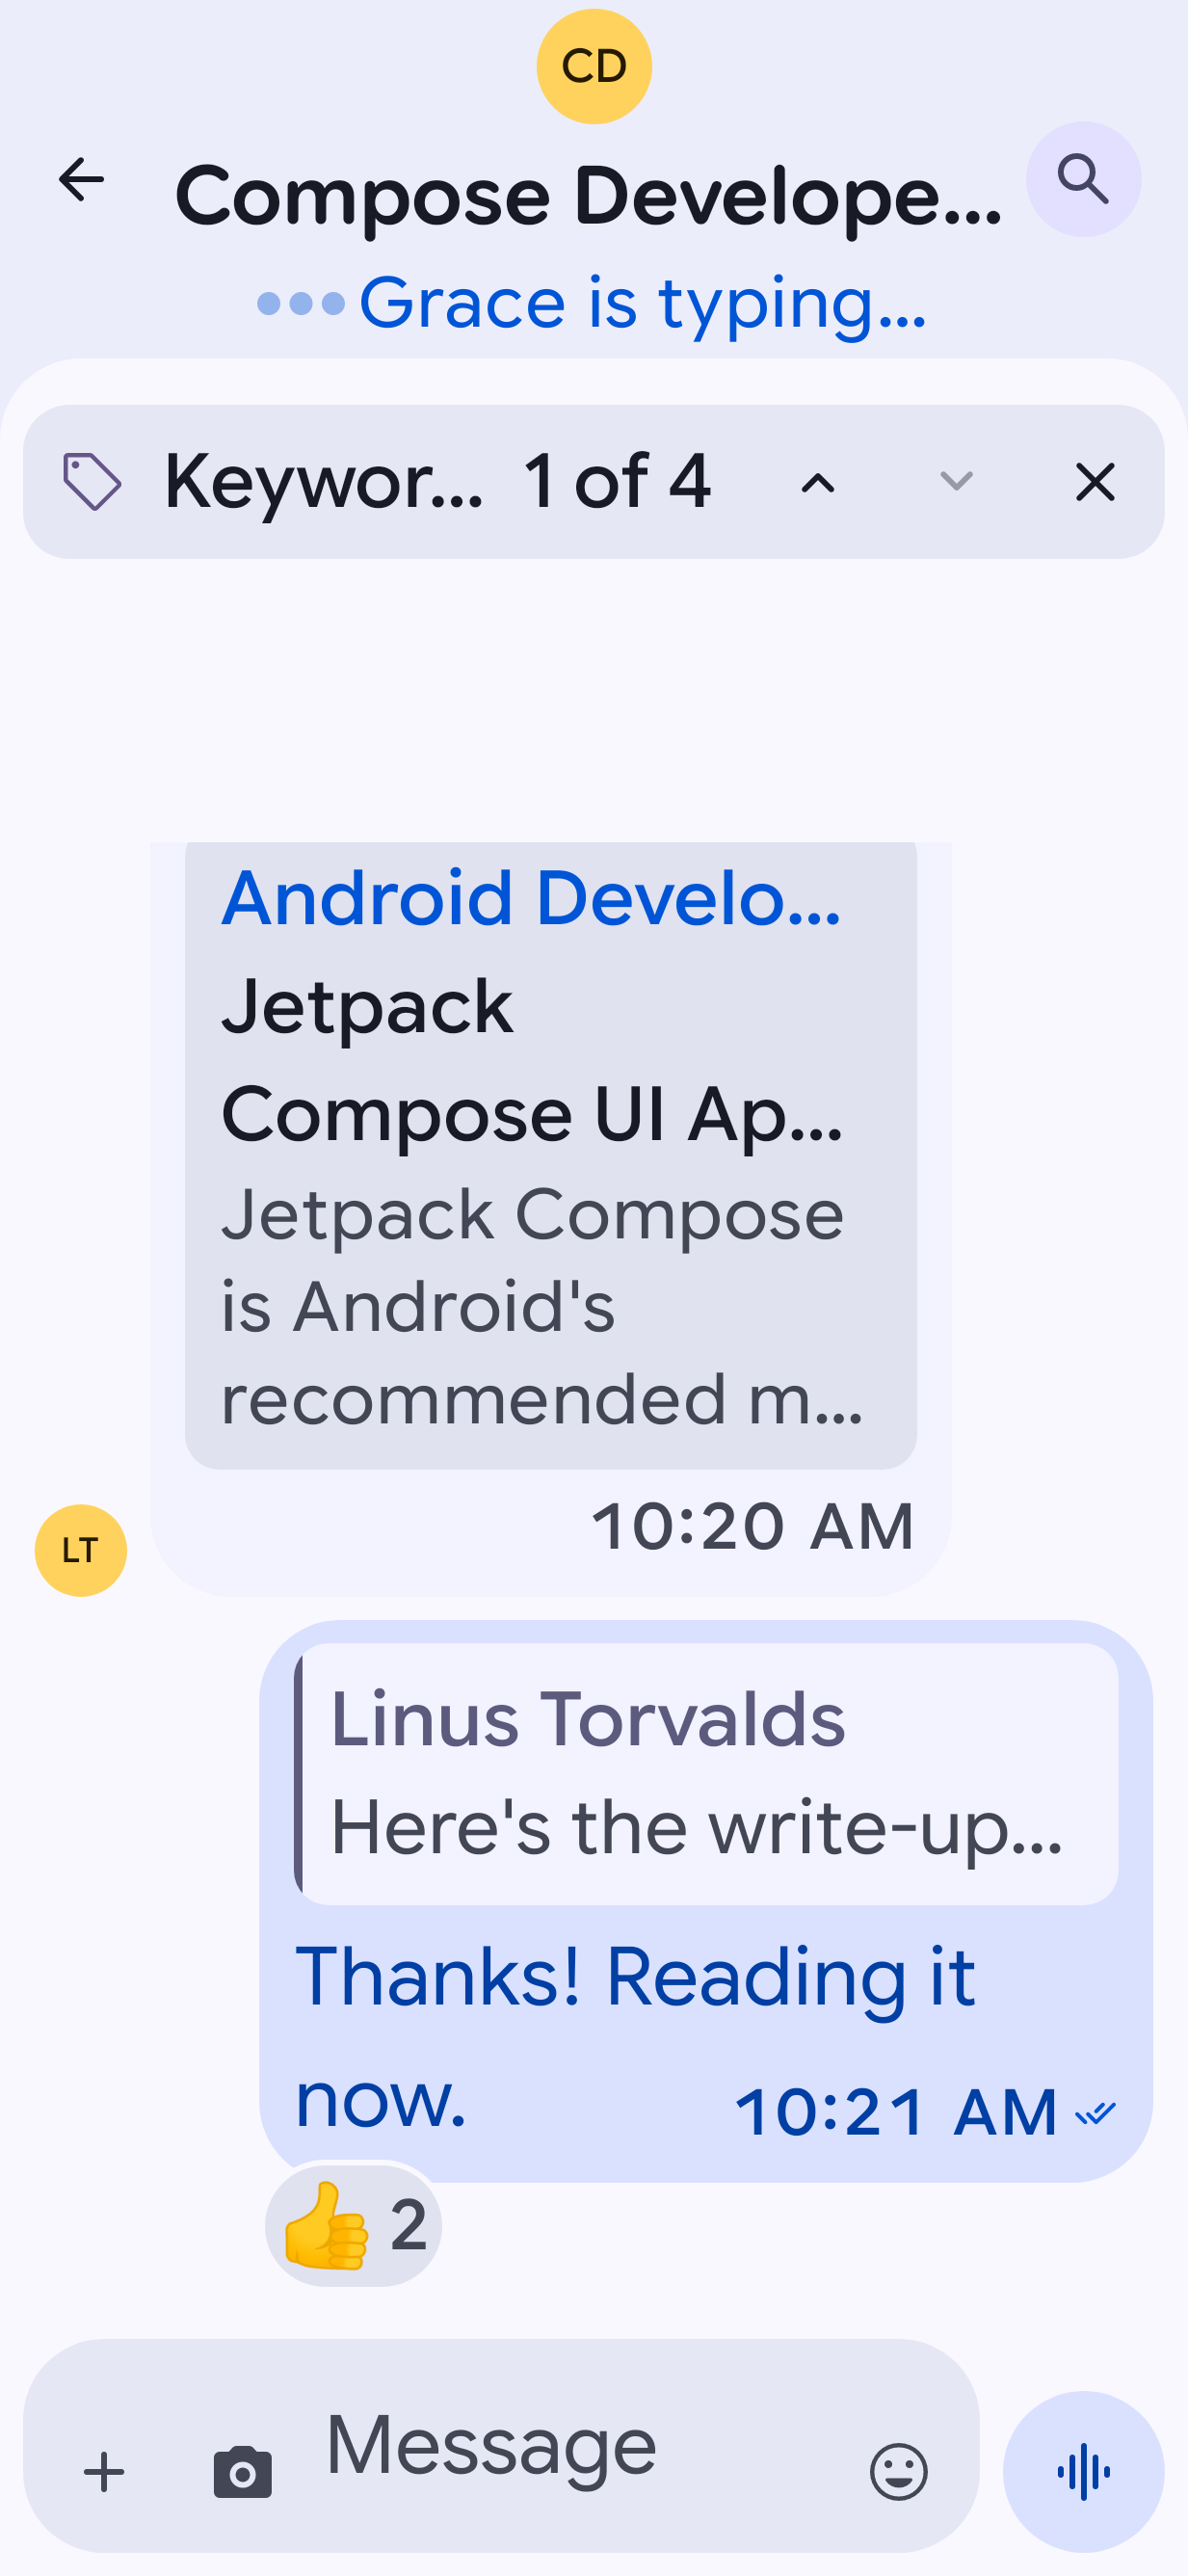 CD
Compose Develope...
Grace is typing...
Keywor... 1 of 4
Android Develo...
Jetpack
Compose UI Ap...
Jetpack Compose
is Android's
recommended m...
10:20 AM
LT
Linus Torvalds
Here's the write-up...
Thanks! Reading it
now.
10:21 AM
👍 2
Message